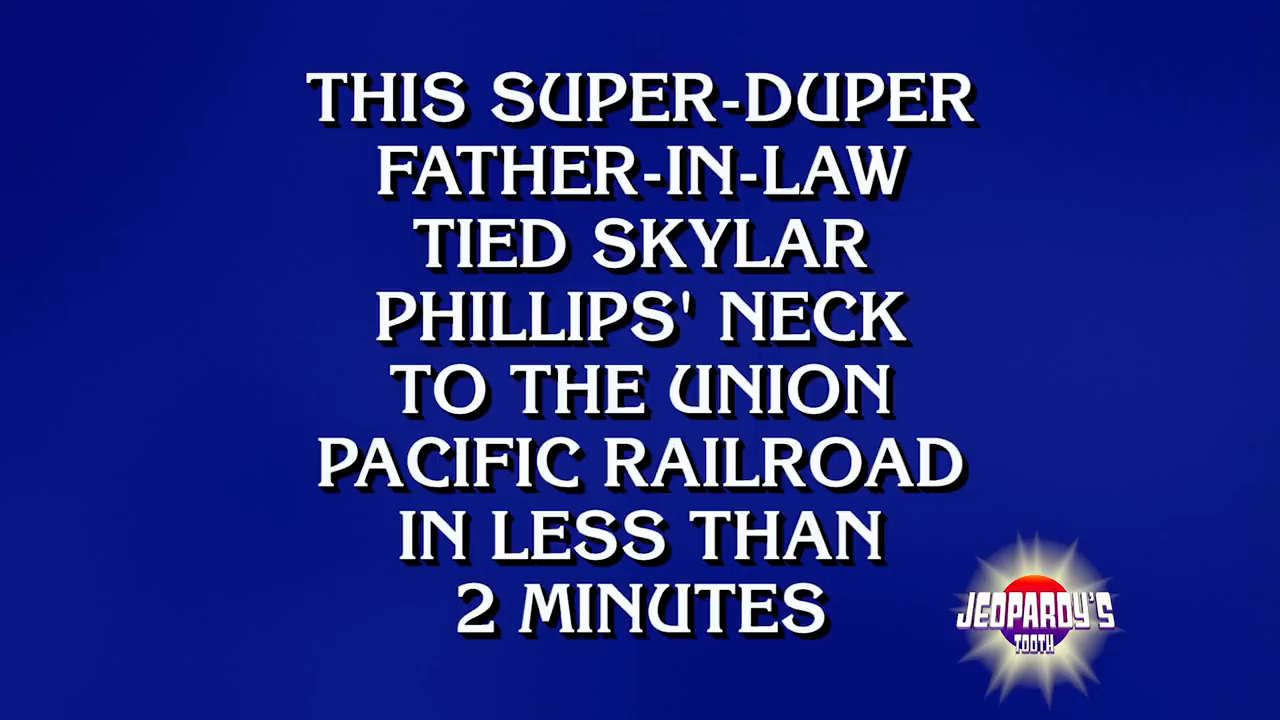 THIS SUPER-DUPER
FATHER-IN-LAW
TIED SKYLAR
PHILLIPS' NECK
TO THE UNION
PACIFIC RAILROAD
IN LESS THAN
2 MINUTES
JEOPARDY'S
TOOTH